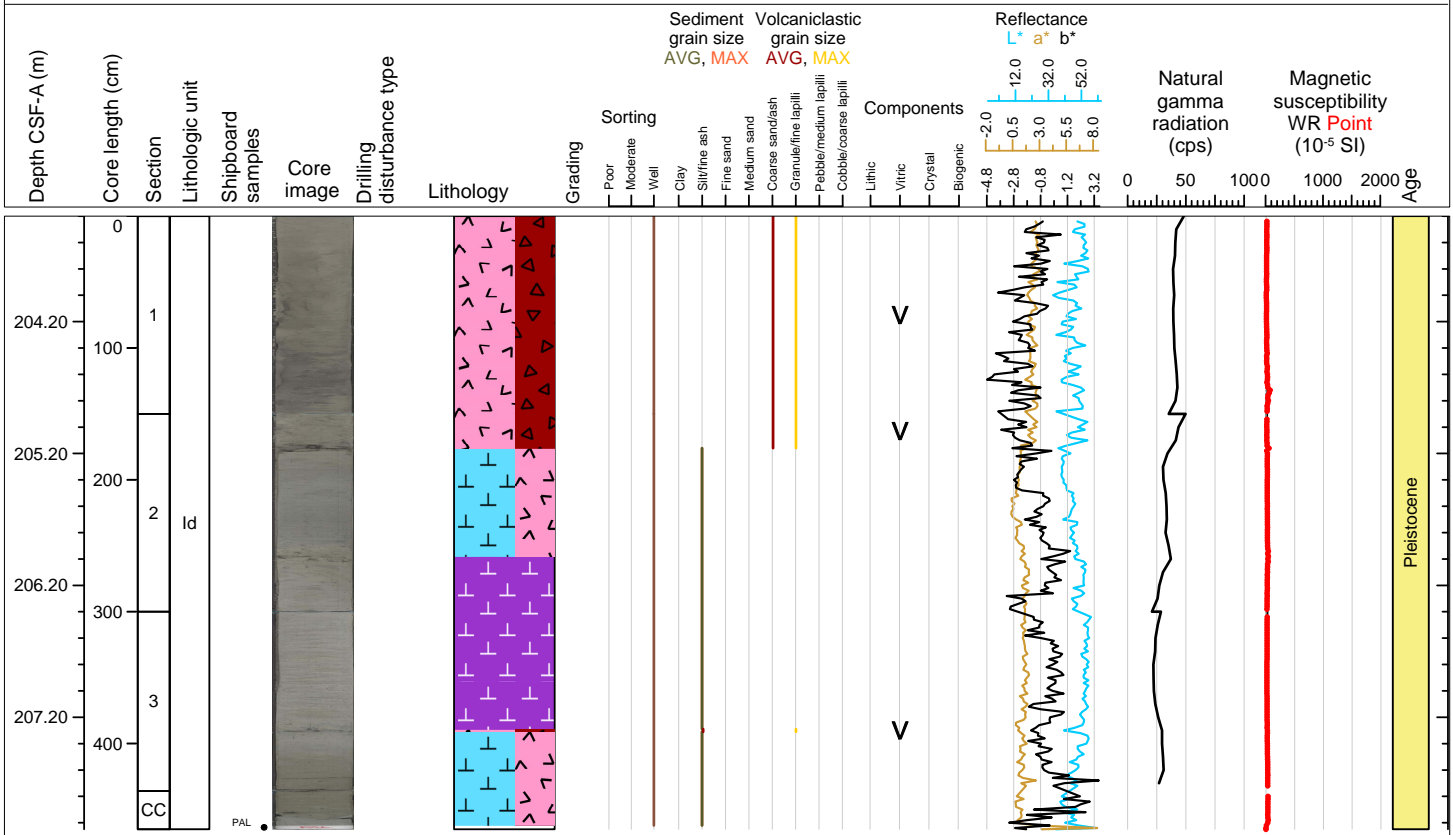 Depth CSF-A (m)
Core length (cm)
Section
Lithologic unit
Shipboard
samples
Core
image
Drilling
disturbance type
Lithology
Grading
Sorting
Poor
Moderate
Well
Sediment
grain size
AVG, MAX
Volcaniclastic
grain size
AVG, MAX
Clay
Silt/fine ash
Fine sand
Medium sand
Coarse sand/ash
Granule/fine lapilli
Pebble/medium lapilli
Cobble/coarse lapilli
Components
Lithic
Vitric
Crystal
Biogenic
Reflectance
L* a* b*
12.0 32.0 52.0
-2.0 0.5 3.0 5.5 8.0
-4.8 -2.8 -0.8 1.2 3.2
Natural
gamma
radiation
(cps)
0 50 100
Magnetic
susceptibility
WR Point
(10⁻⁵ SI)
0 1000 2000
Age
0
1
V
204.20
100
V
205.20
200
2
Id
Pleistocene
206.20
300
3
207.20
V
400
CC
PAL